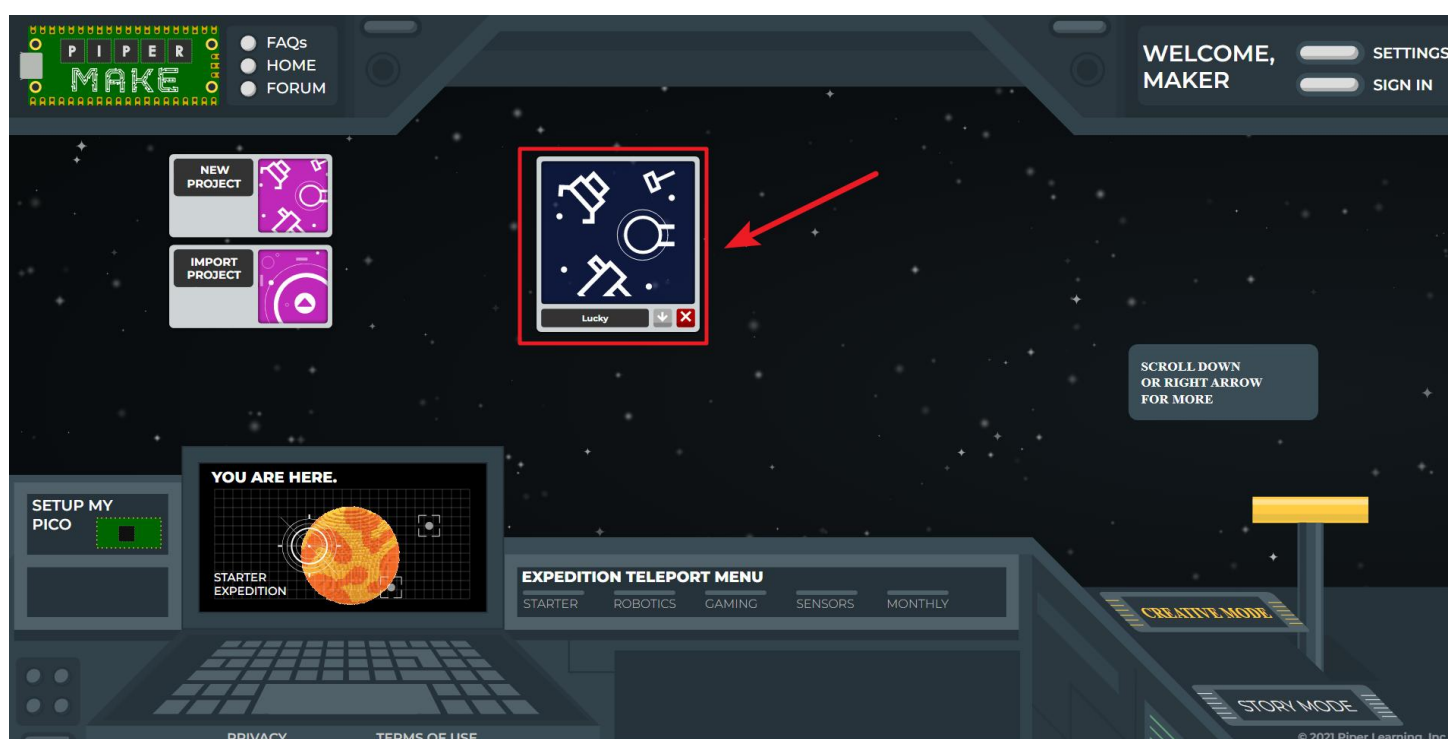 PIPER
MAKE
FAQs
HOME
FORUM
WELCOME,
MAKER
SETTINGS
SIGN IN
NEW
PROJECT
IMPORT
PROJECT
Lucky
SCROLL DOWN
OR RIGHT ARROW
FOR MORE
SETUP MY
PICO
YOU ARE HERE.
STARTER
EXPEDITION
EXPEDITION TELEPORT MENU
STARTER ROBOTICS GAMING SENSORS MONTHLY
CREATIVE MODE
STORY MODE
PRIVACY TERMS OF USE
© 2021 Piper Learning, Inc